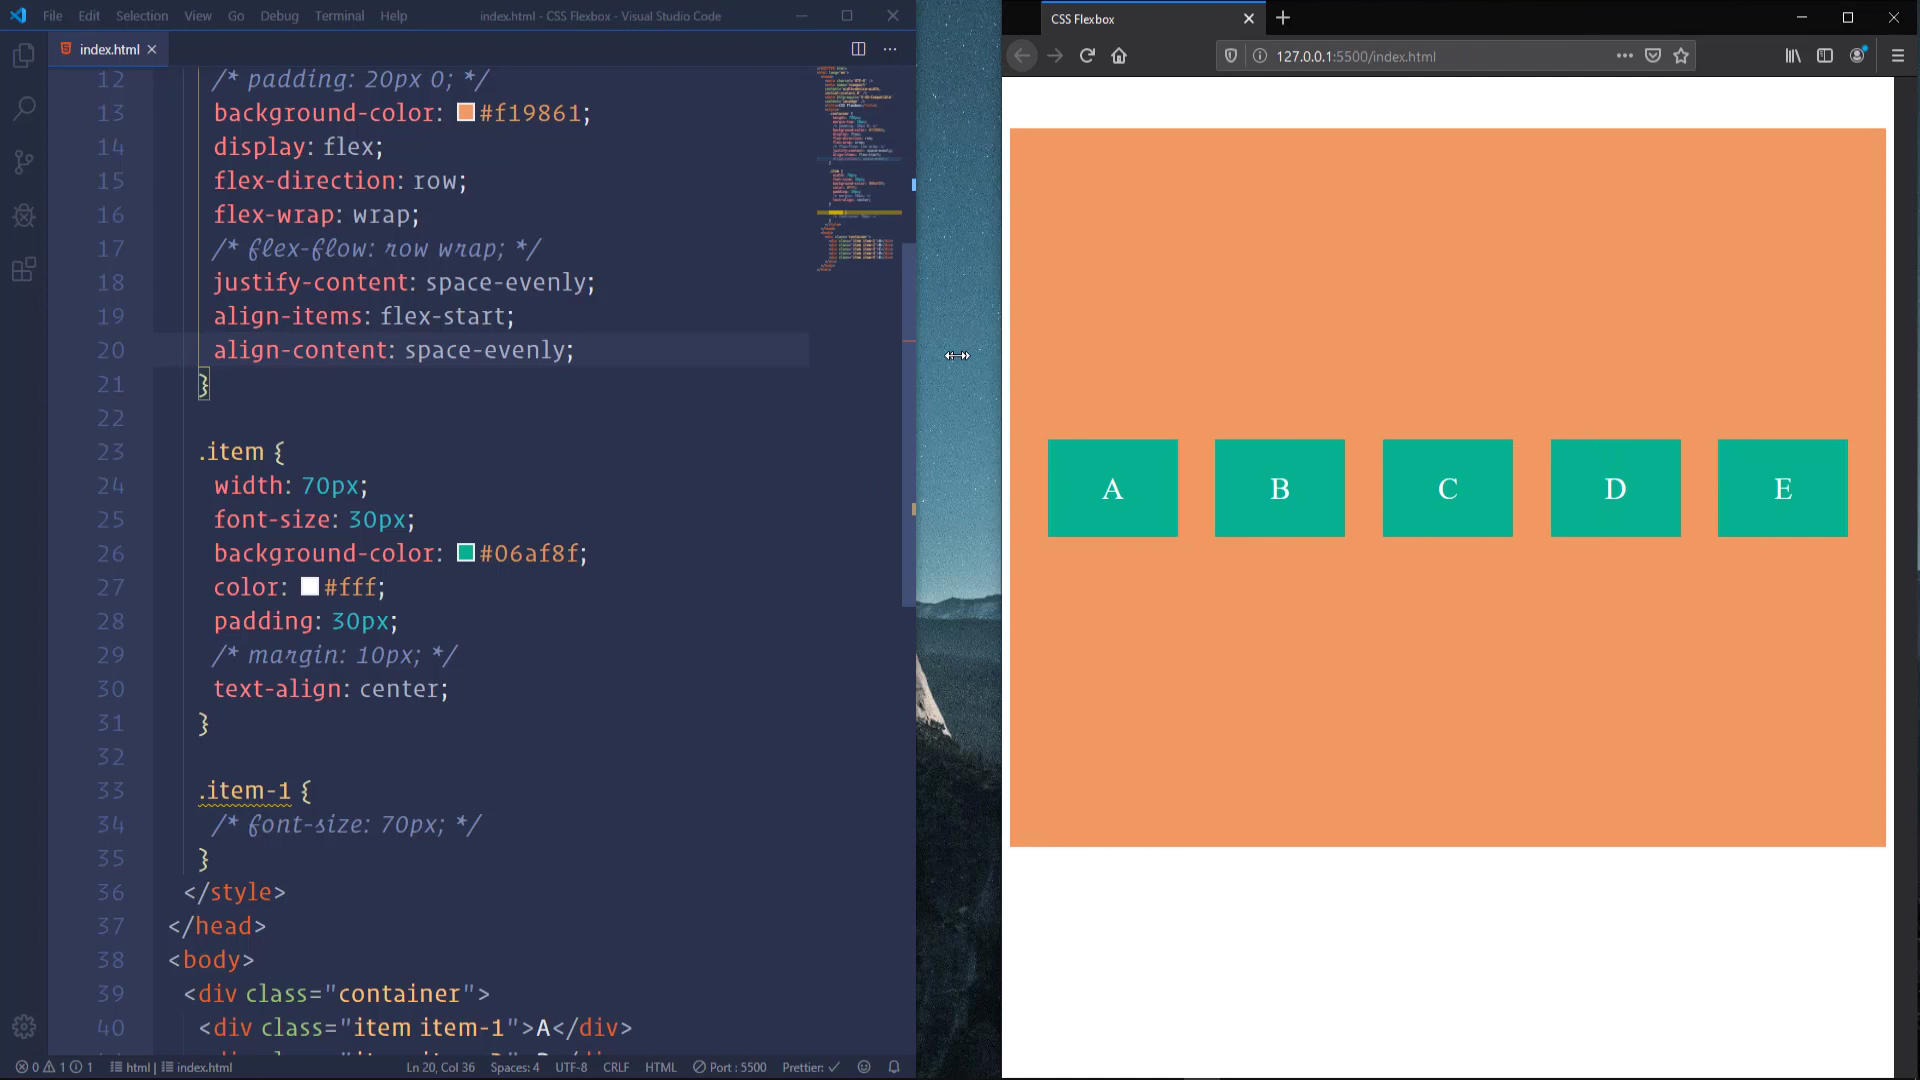 File Edit Selection View Go Debug Terminal Help index.html - CSS Flexbox - Visual Studio Code
index.html
12 /* padding: 20px 0; */
13 background-color: #f19861;
14 display: flex;
15 flex-direction: row;
16 flex-wrap: wrap;
17 /* flex-flow: row wrap; */
18 justify-content: space-evenly;
19 align-items: flex-start;
20 align-content: space-evenly;
21 }
22
23 .item {
24 width: 70px;
25 font-size: 30px;
26 background-color: #06af8f;
27 color: #fff;
28 padding: 30px;
29 /* margin: 10px; */
30 text-align: center;
31 }
32
33 .item-1 {
34 /* font-size: 70px; */
35 }
36 </style>
37 </head>
38 <body>
39 <div class="container">
40 <div class="item item-1">A</div>
0 1 1 html | index.html Ln 20, Col 36 Spaces: 4 UTF-8 CRLF HTML Port : 5500 Prettier: ✓
CSS Flexbox
127.0.0.1:5500/index.html
A B C D E